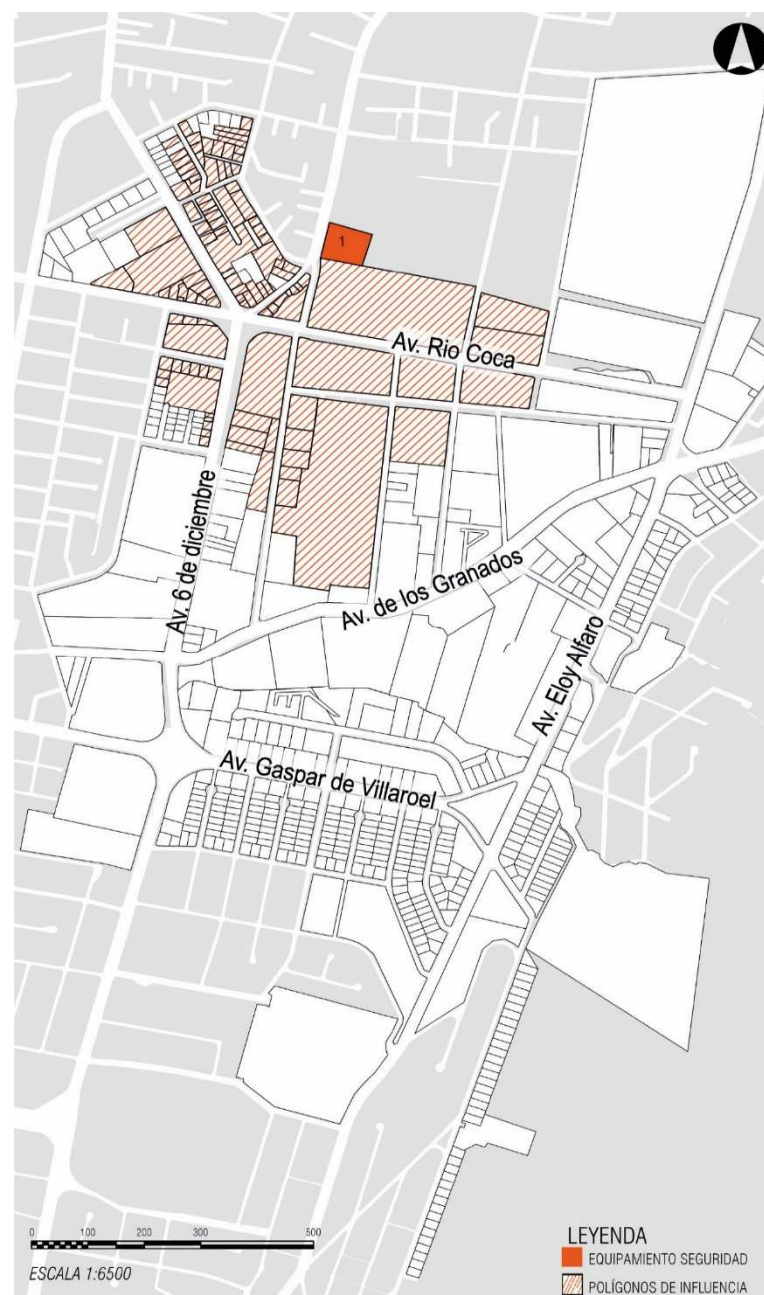 1
Av. Rio Coca
Av. 6 de diciembre
Av. de los Granados
Av. Eloy Alfaro
Av. Gaspar de Villaroel
0 100 200 300 500
ESCALA 1:6500
LEYENDA
EQUIPAMIENTO SEGURIDAD
POLÍGONOS DE INFLUENCIA